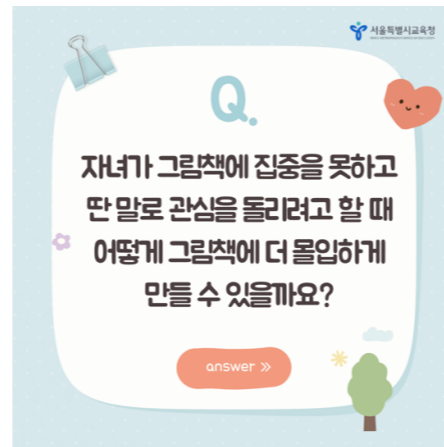 서울특별시교육청
Q.
자녀가 그림책에 집중을 못하고
딴 말로 관심을 돌리려고 할 때
어떻게 그림책에 더 몰입하게
만들 수 있을까요?
answer »